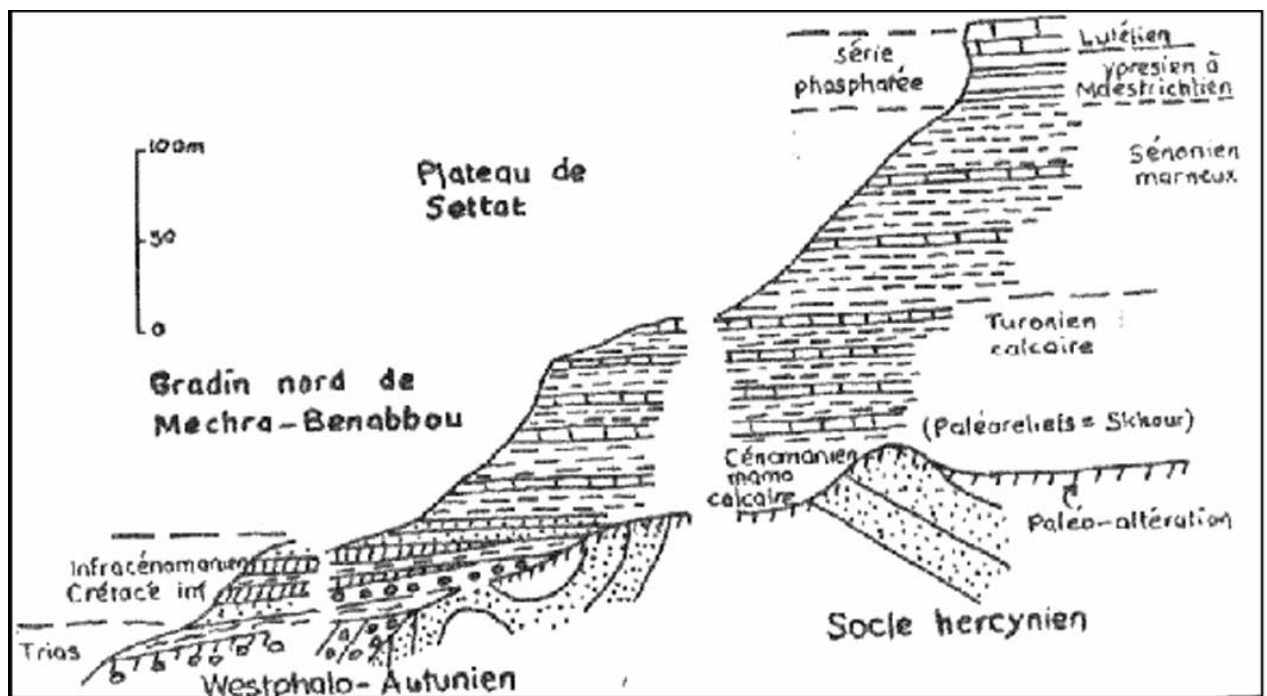 Lutétien
série
phosphatée
ypresien à
Maestrichtien
100m
50
0
Sénonien
marneux
Plateau de
Settat
Turonien
calcaire
Gradin nord de
Mechra-Benabbou
(Paléoreliefs = Skhour)
Cénomanien
marno
calcaire
Paléo-altération
Infracénomanien
Crétacé inf
Socle hercynien
Trias
Westphalo-Autunien